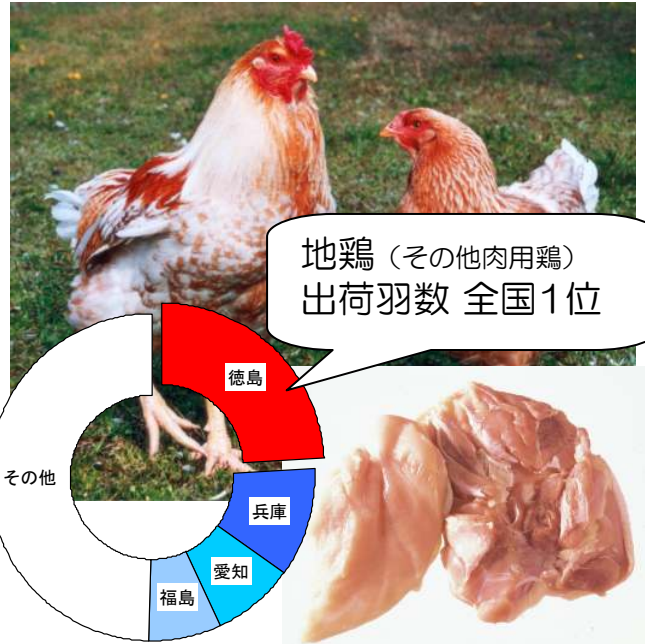 地鶏（その他肉用鶏）
出荷羽数 全国1位
徳島
その他
兵庫
愛知
福島